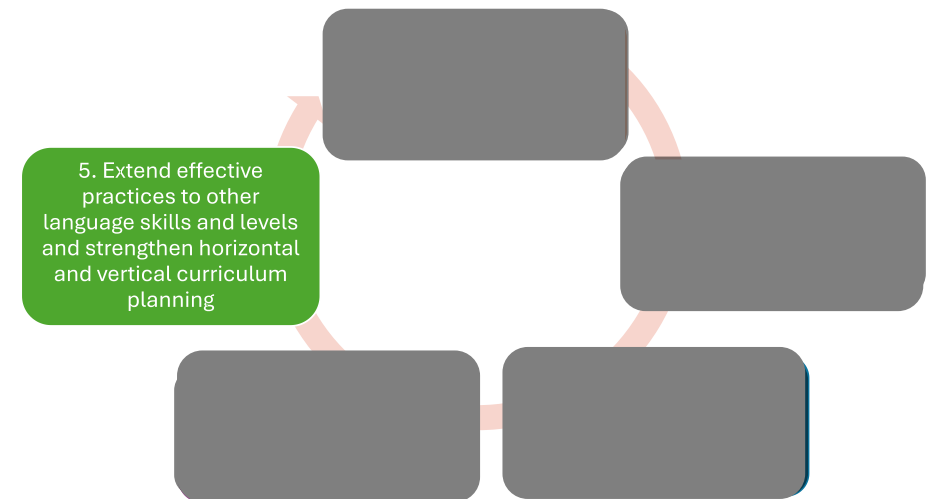 5. Extend effective
practices to other
language skills and levels
and strengthen horizontal
and vertical curriculum
planning